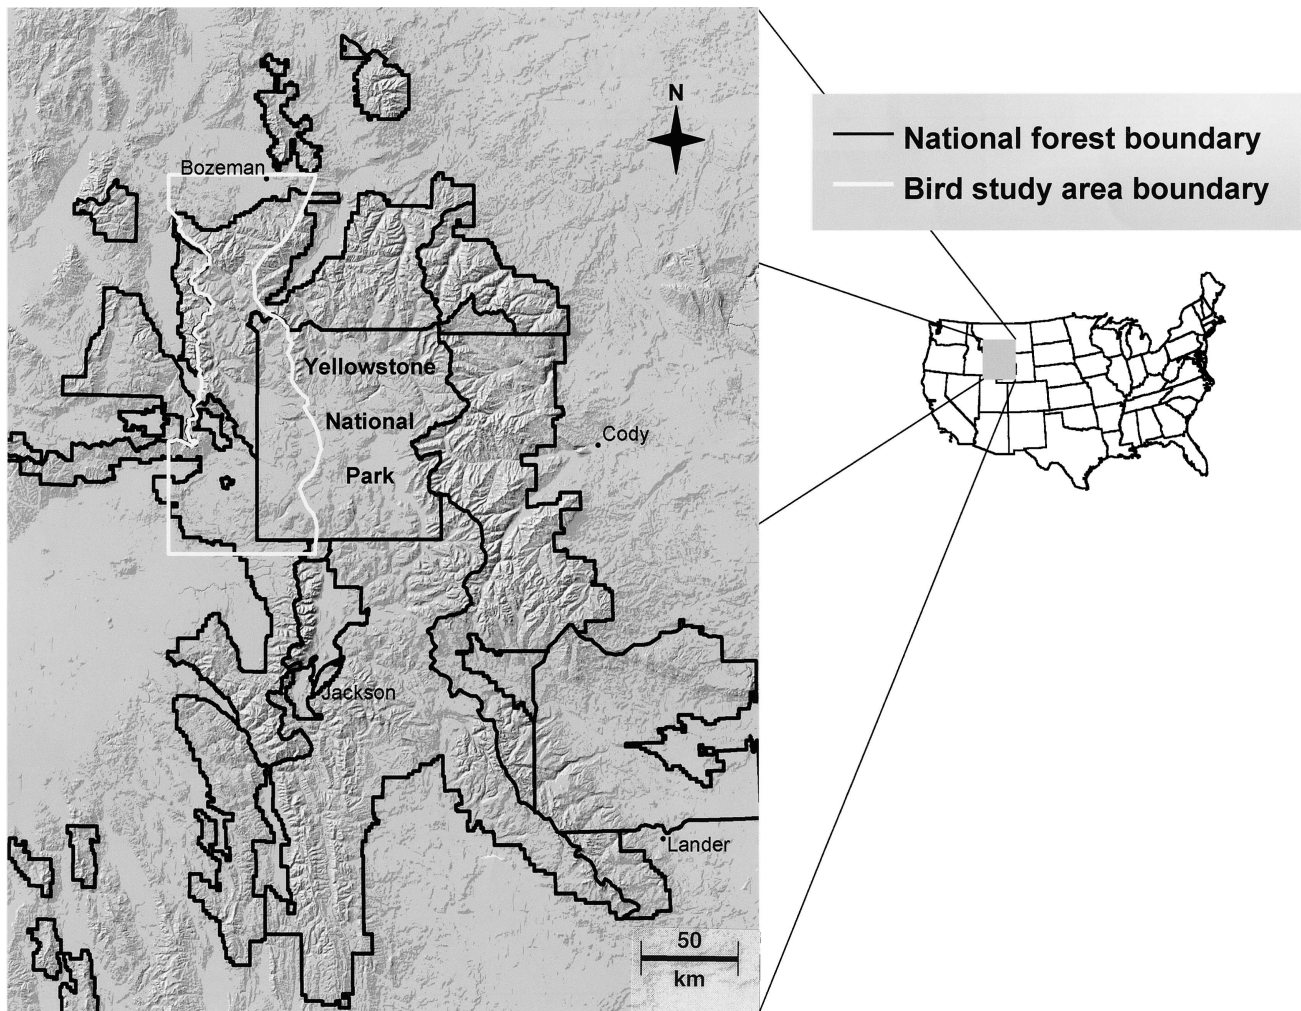 N
National forest boundary
Bird study area boundary
Bozeman
Yellowstone
National
Park
Cody
Jackson
Lander
50
km